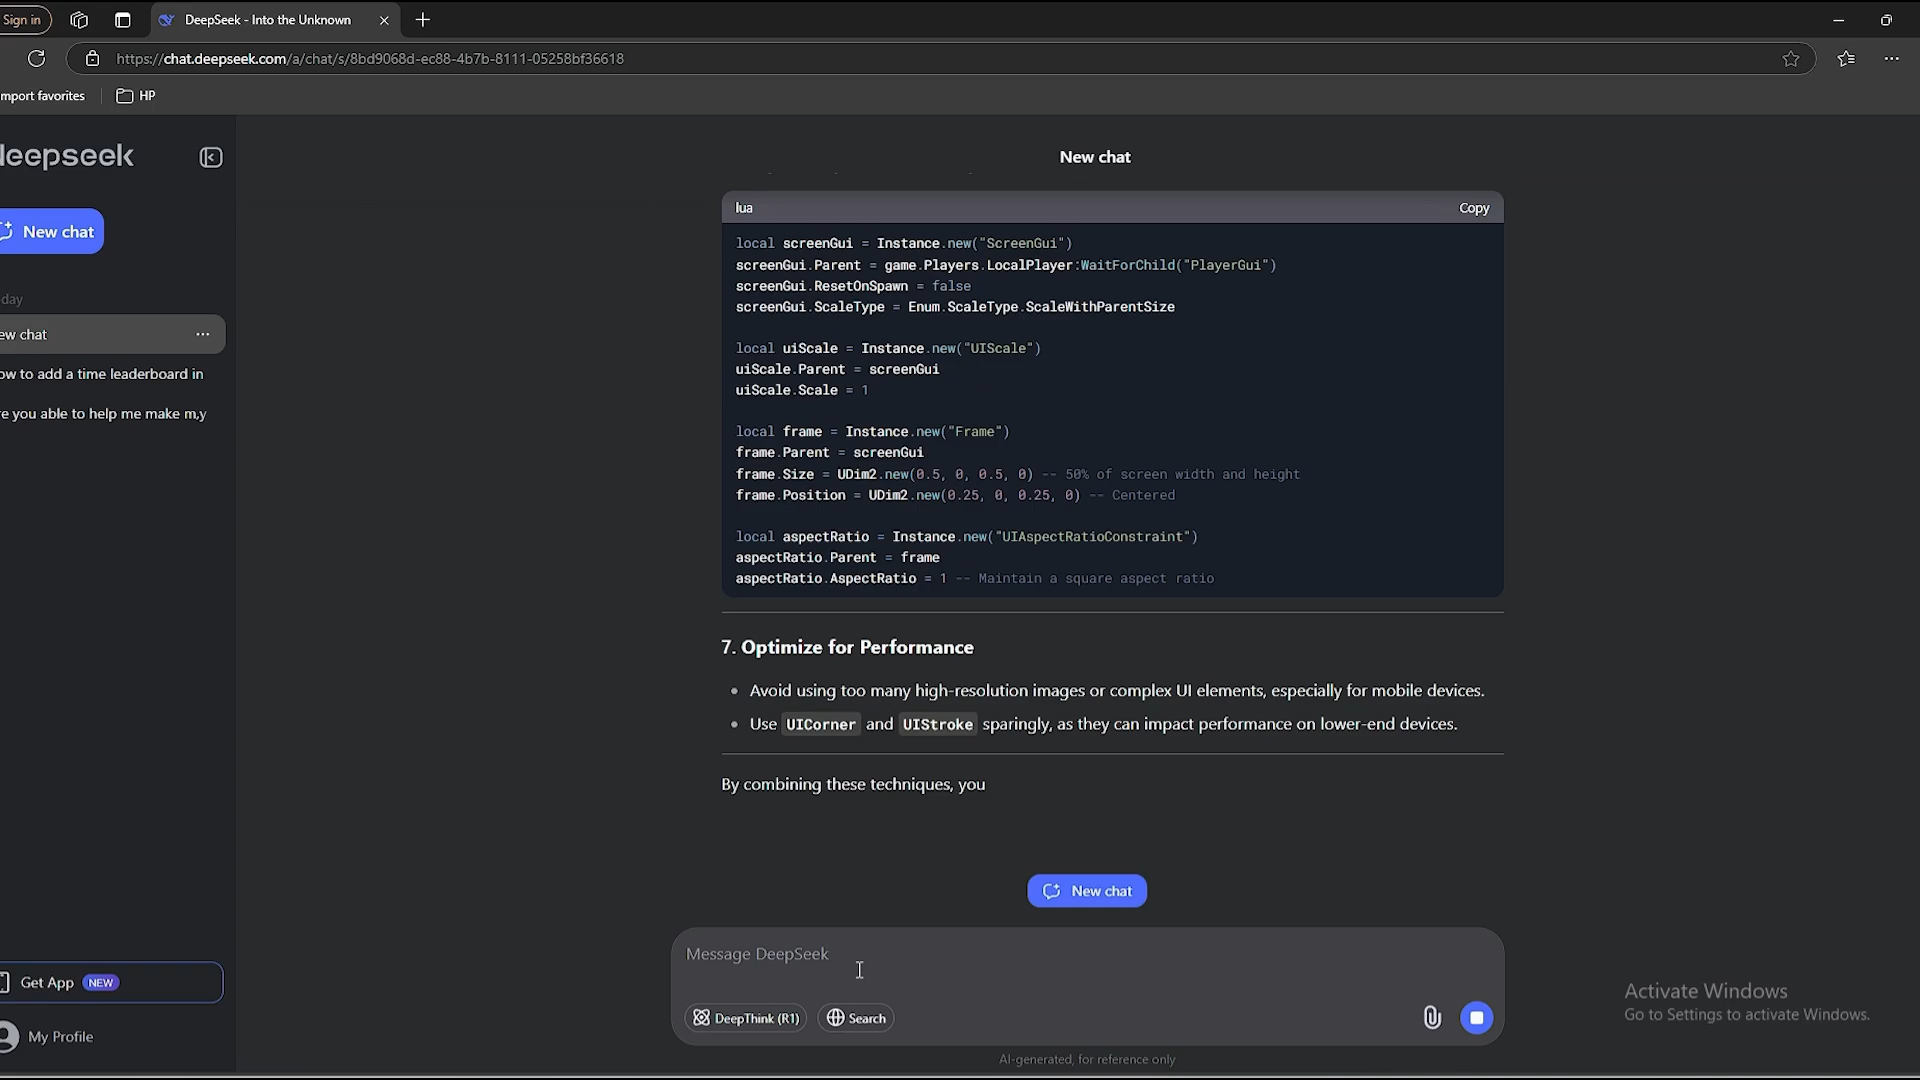 Sign in
DeepSeek - Into the Unknown
https://chat.deepseek.com/a/chat/s/8bd9068d-ec88-4b7b-8111-05258bf36618
mport favorites
HP
deepseek
New chat
New chat
day
ew chat
ow to add a time leaderboard in
e you able to help me make m,y
lua
Copy
local screenGui = Instance.new("ScreenGui")
screenGui.Parent = game.Players.LocalPlayer:WaitForChild("PlayerGui")
screenGui.ResetOnSpawn = false
screenGui.ScaleType = Enum.ScaleType.ScaleWithParentSize
local uiScale = Instance.new("UIScale")
uiScale.Parent = screenGui
uiScale.Scale = 1
local frame = Instance.new("Frame")
frame.Parent = screenGui
frame.Size = UDim2.new(0.5, 0, 0.5, 0) -- 50% of screen width and height
frame.Position = UDim2.new(0.25, 0, 0.25, 0) -- Centered
local aspectRatio = Instance.new("UIAspectRatioConstraint")
aspectRatio.Parent = frame
aspectRatio.AspectRatio = 1 -- Maintain a square aspect ratio
7. Optimize for Performance
• Avoid using too many high-resolution images or complex UI elements, especially for mobile devices.
• Use UICorner and UIStroke sparingly, as they can impact performance on lower-end devices.
By combining these techniques, you
New chat
Message DeepSeek
DeepThink (R1)
Search
AI-generated, for reference only
Get App NEW
My Profile
Activate Windows
Go to Settings to activate Windows.